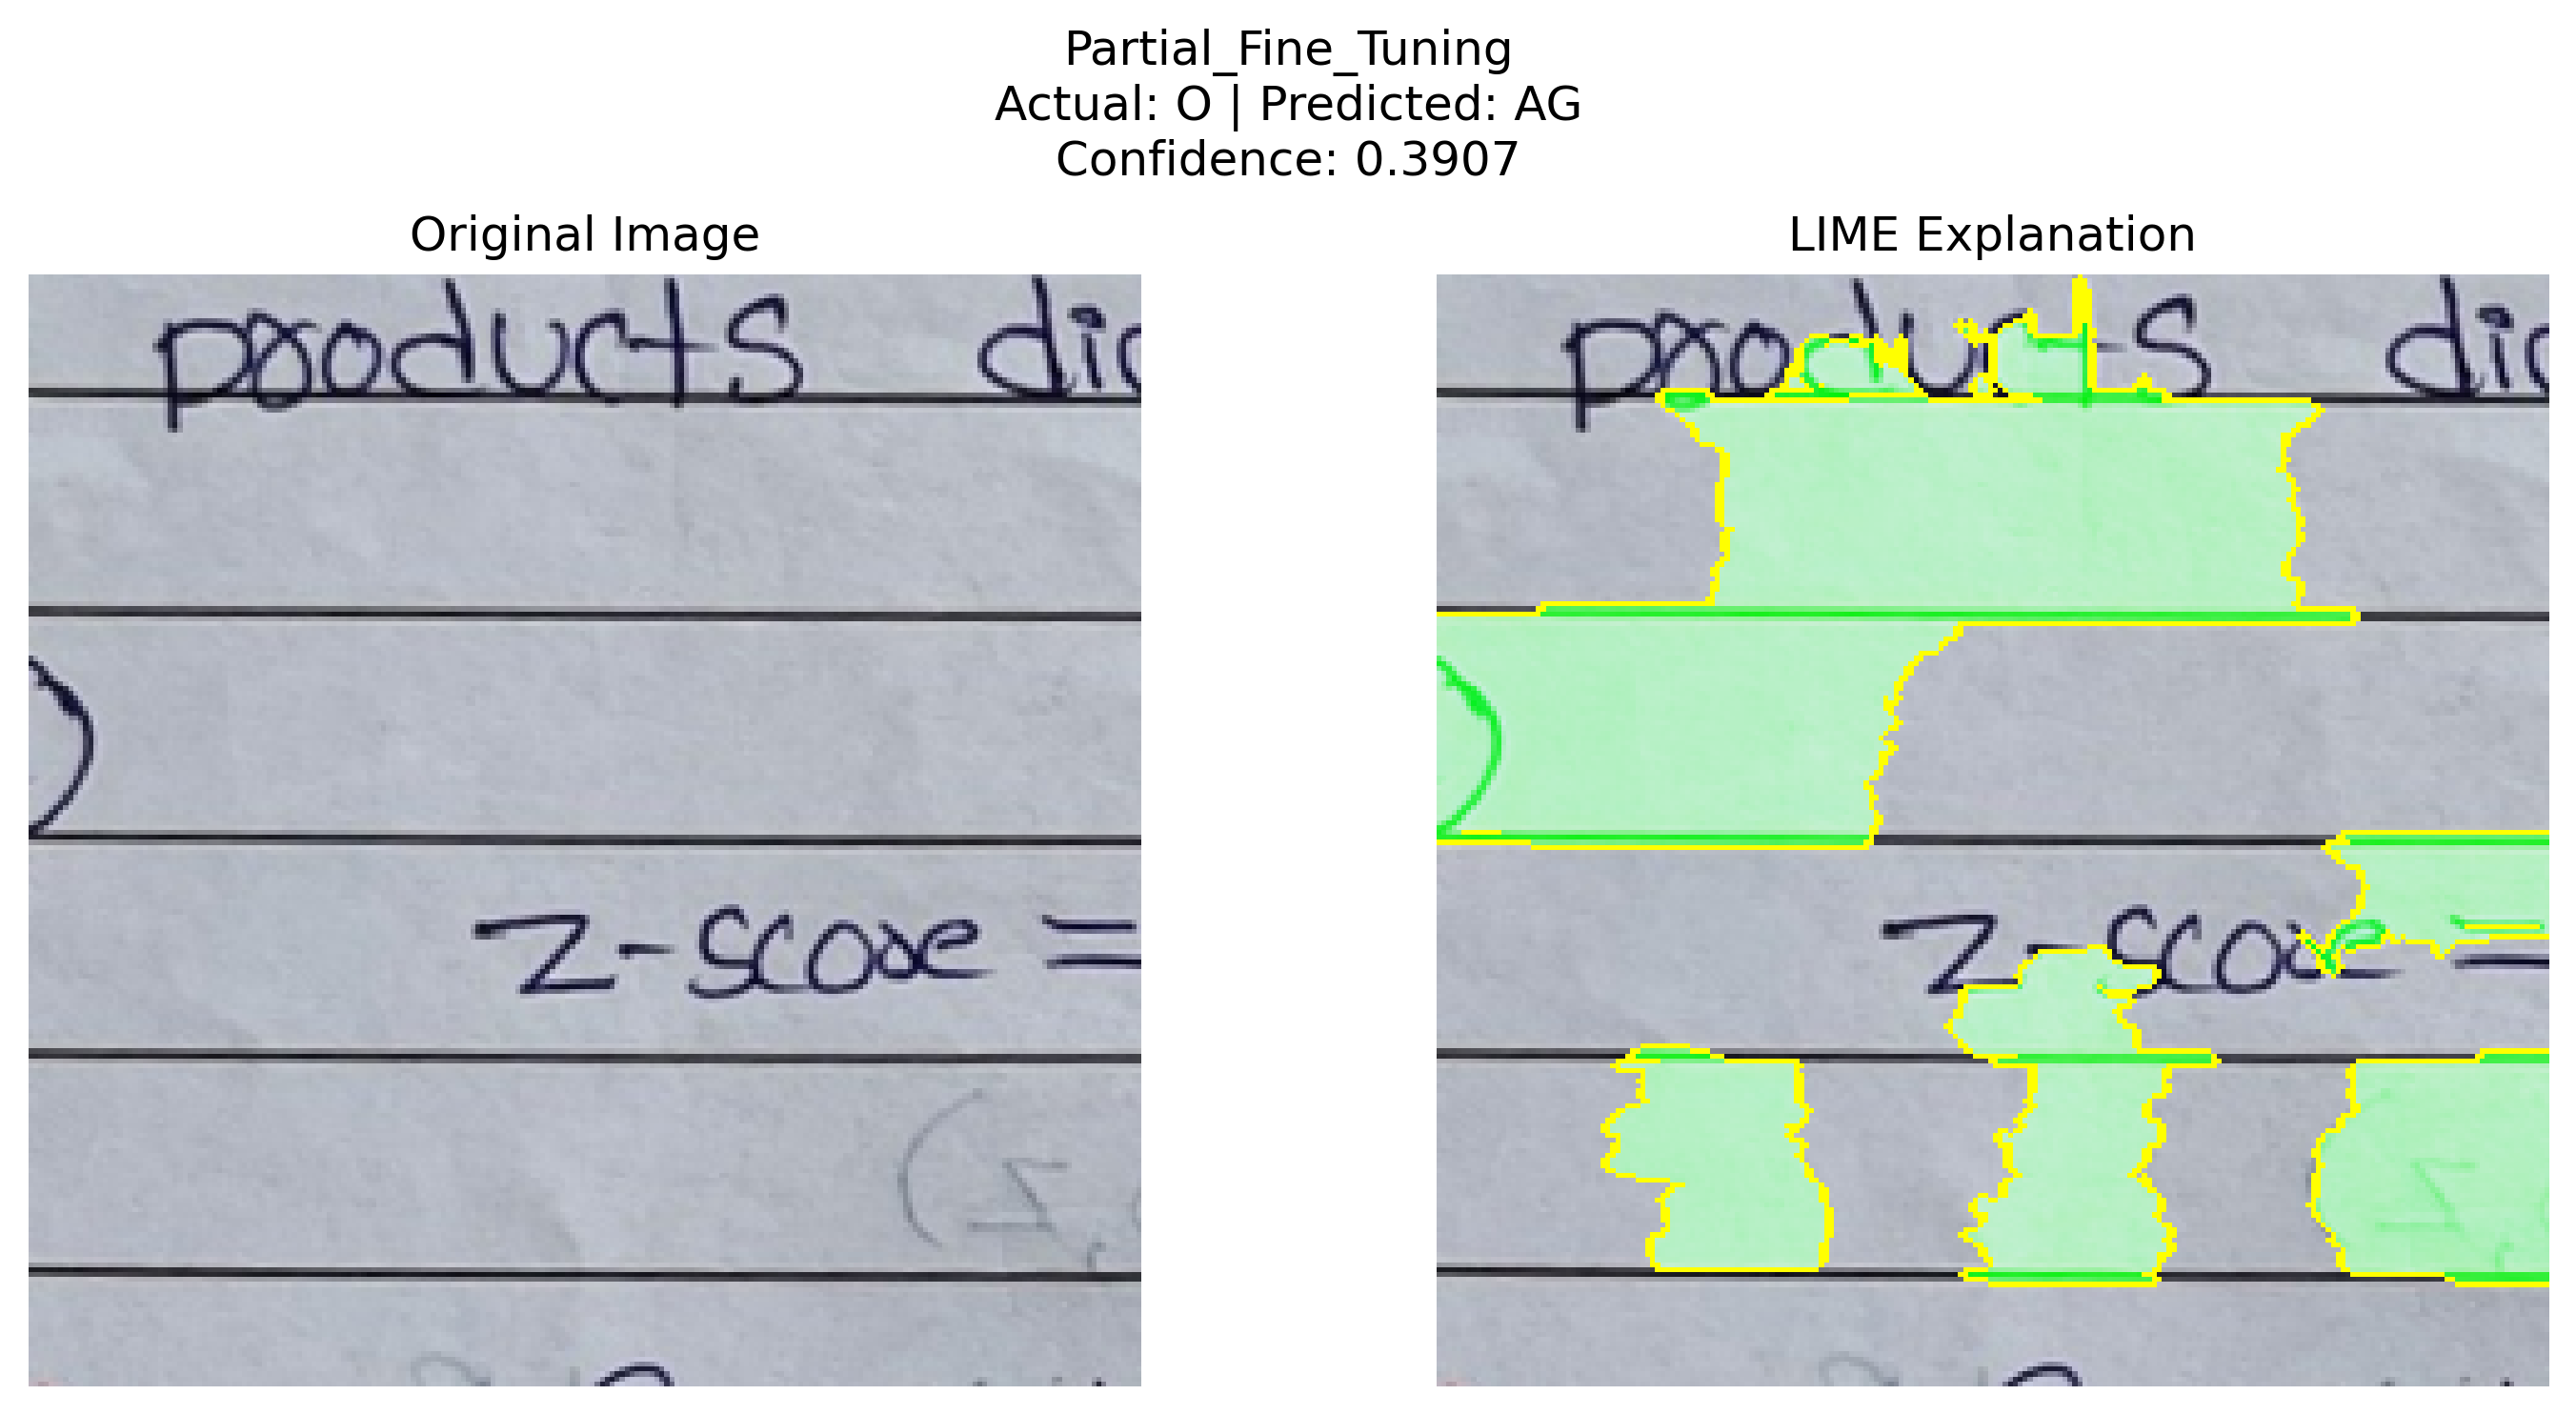 Partial_Fine_Tuning
Actual: O | Predicted: AG
Confidence: 0.3907
Original Image
LIME Explanation
products
products
z-score =
z-score =